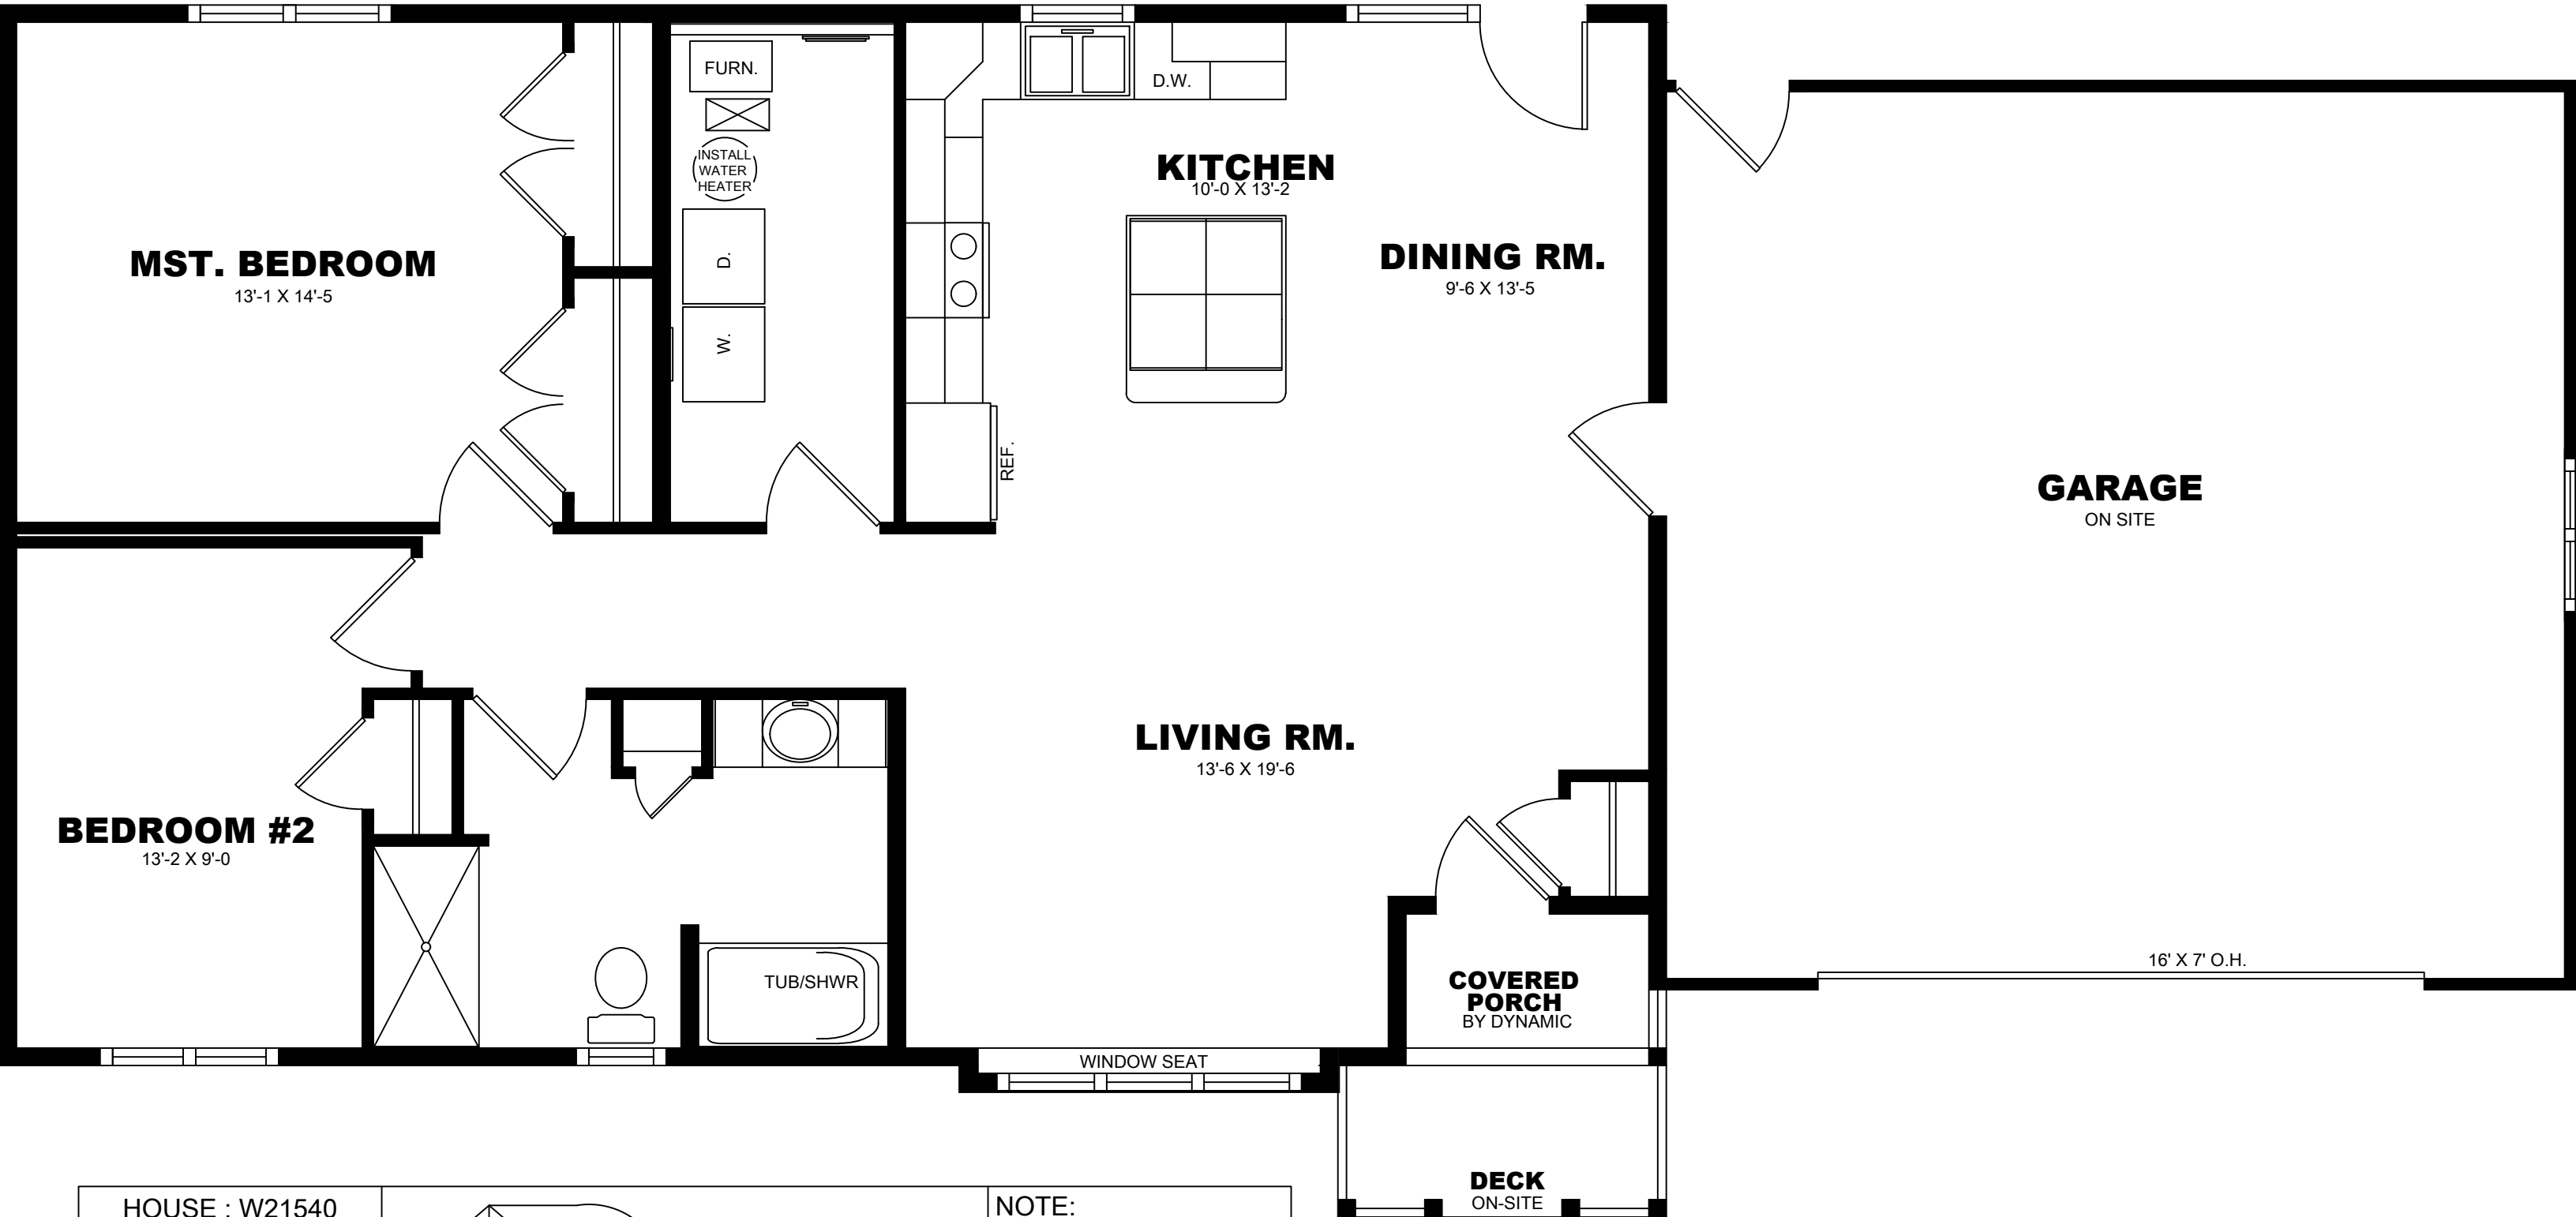 FURN.
INSTALL
WATER
HEATER
D.
W.
D.W.
KITCHEN
10'-0 X 13'-2
MST. BEDROOM
13'-1 X 14'-5
DINING RM.
9'-6 X 13'-5
REF.
GARAGE
ON SITE
LIVING RM.
13'-6 X 19'-6
BEDROOM #2
13'-2 X 9'-0
TUB/SHWR
COVERED
PORCH
BY DYNAMIC
16' X 7' O.H.
WINDOW SEAT
DECK
ON-SITE
HOUSE : W21540
NOTE: